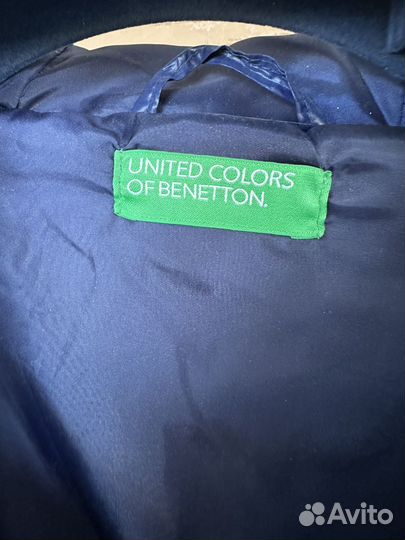 UNITED COLORS
OF BENETTON.
Avito